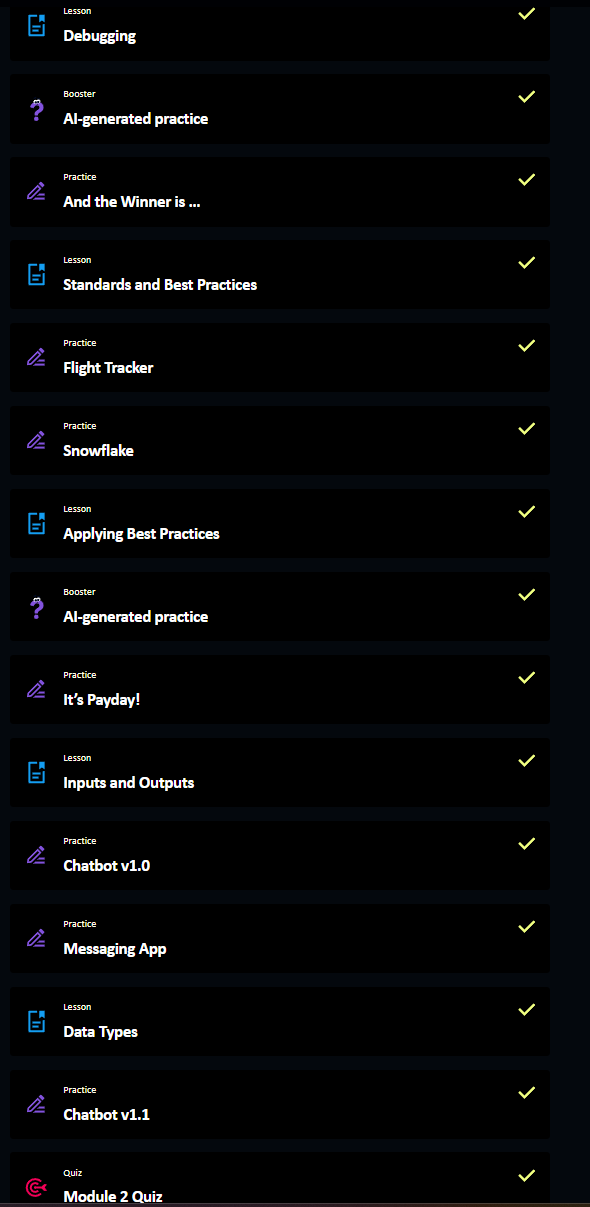 Lesson
Debugging
Booster
AI-generated practice
Practice
And the Winner is ...
Lesson
Standards and Best Practices
Practice
Flight Tracker
Practice
Snowflake
Lesson
Applying Best Practices
Booster
AI-generated practice
Practice
It’s Payday!
Lesson
Inputs and Outputs
Practice
Chatbot v1.0
Practice
Messaging App
Lesson
Data Types
Practice
Chatbot v1.1
Quiz
Module 2 Quiz